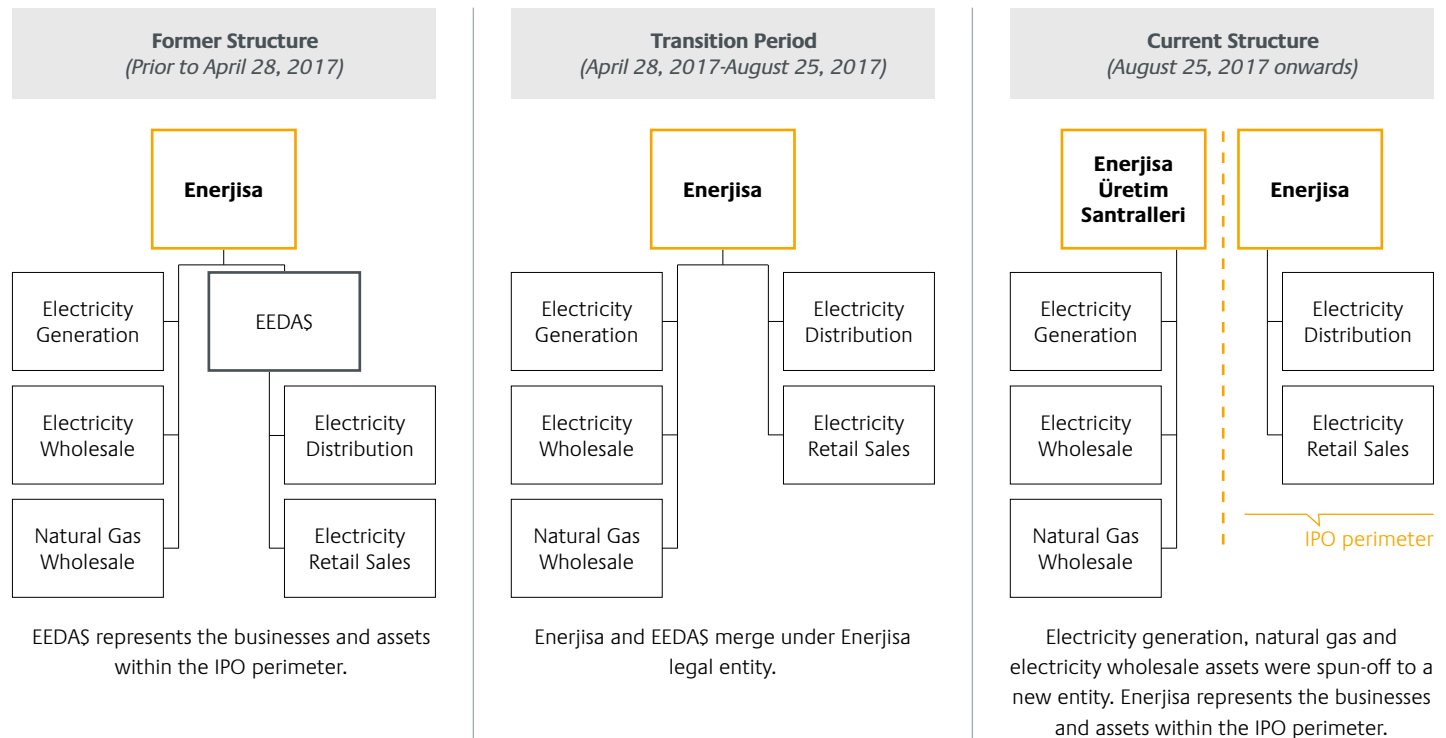 Former Structure
(Prior to April 28, 2017)
Enerjisa
Electricity
Generation
EEDAŞ
Electricity
Wholesale
Electricity
Distribution
Natural Gas
Wholesale
Electricity
Retail Sales
EEDAŞ represents the businesses and assets
within the IPO perimeter.
Transition Period
(April 28, 2017-August 25, 2017)
Enerjisa
Electricity
Generation
Electricity
Distribution
Electricity
Wholesale
Electricity
Retail Sales
Natural Gas
Wholesale
Enerjisa and EEDAŞ merge under Enerjisa
legal entity.
Current Structure
(August 25, 2017 onwards)
Enerjisa
Üretim
Santralleri
Enerjisa
Electricity
Generation
Electricity
Distribution
Electricity
Wholesale
Electricity
Retail Sales
Natural Gas
Wholesale
IPO perimeter
Electricity generation, natural gas and
electricity wholesale assets were spun-off to a
new entity. Enerjisa represents the businesses
and assets within the IPO perimeter.